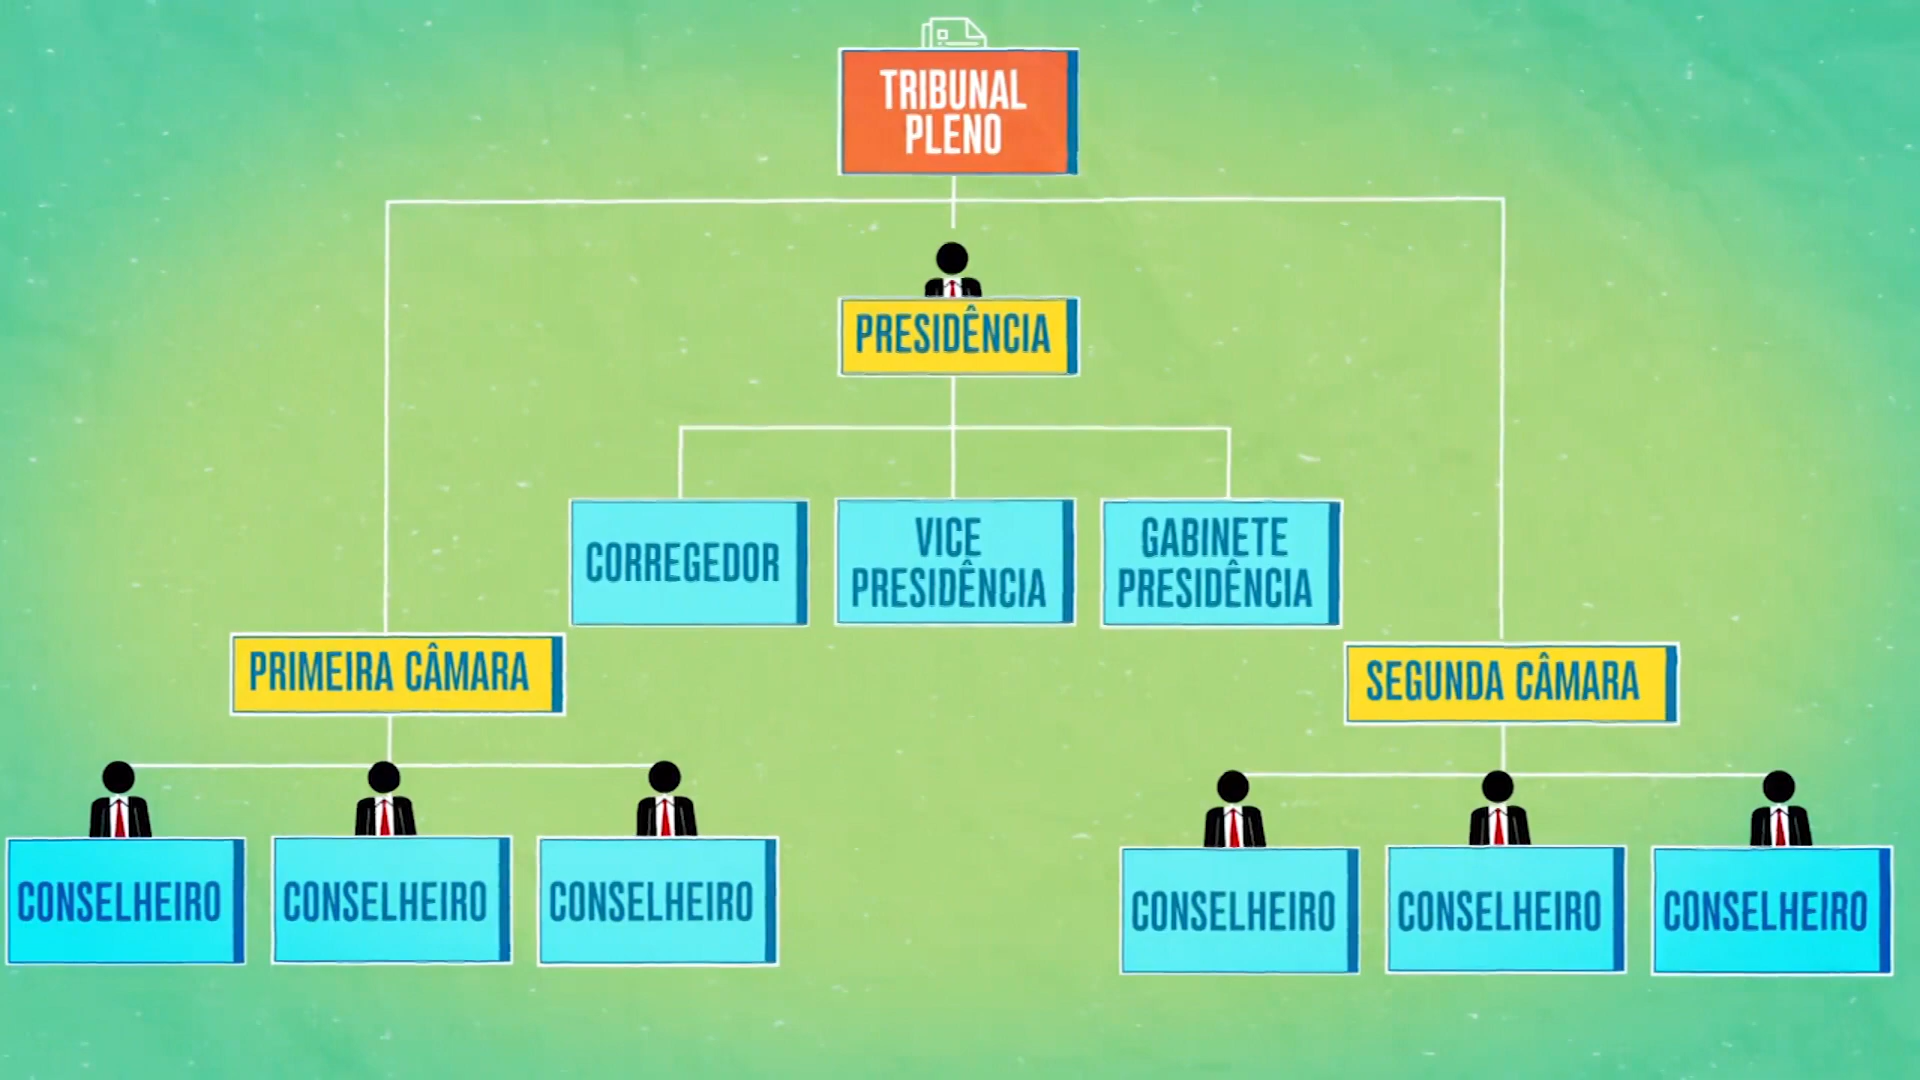 TRIBUNAL
PLENO
PRESIDÊNCIA
CORREGEDOR
VICE
PRESIDÊNCIA
GABINETE
PRESIDÊNCIA
PRIMEIRA CÂMARA
SEGUNDA CÂMARA
CONSELHEIRO
CONSELHEIRO
CONSELHEIRO
CONSELHEIRO
CONSELHEIRO
CONSELHEIRO